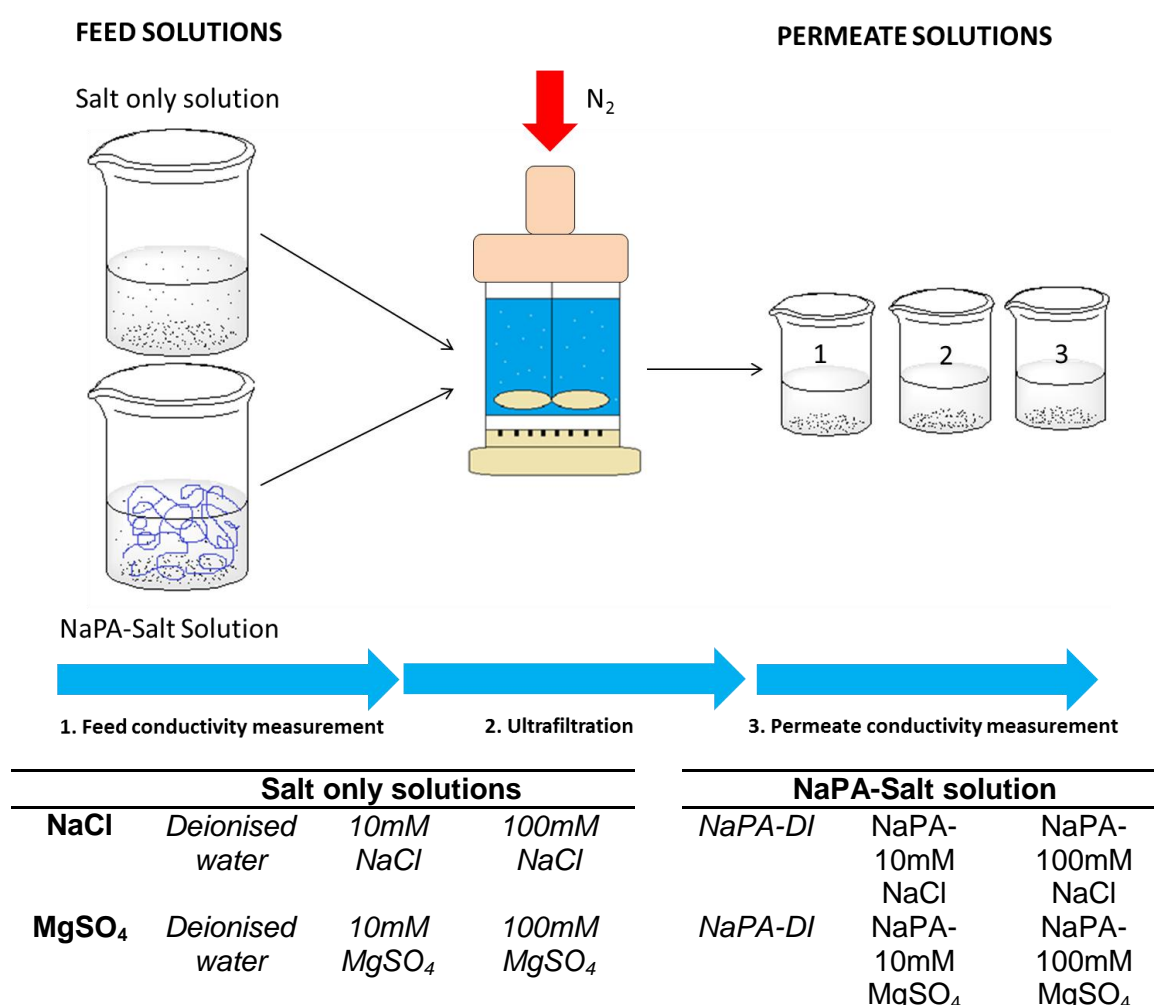 FEED SOLUTIONS
PERMEATE SOLUTIONS
Salt only solution
N₂
1
2
3
NaPA-Salt Solution
1. Feed conductivity measurement
2. Ultrafiltration
3. Permeate conductivity measurement
Salt only solutions
NaPA-Salt solution
NaCl Deionised 10mM 100mM NaPA-DI NaPA- NaPA-
water NaCl NaCl 10mM 100mM
NaCl NaCl
MgSO₄ Deionised 10mM 100mM NaPA-DI NaPA- NaPA-
water MgSO₄ MgSO₄ 10mM 100mM
MgSO₄ MgSO₄